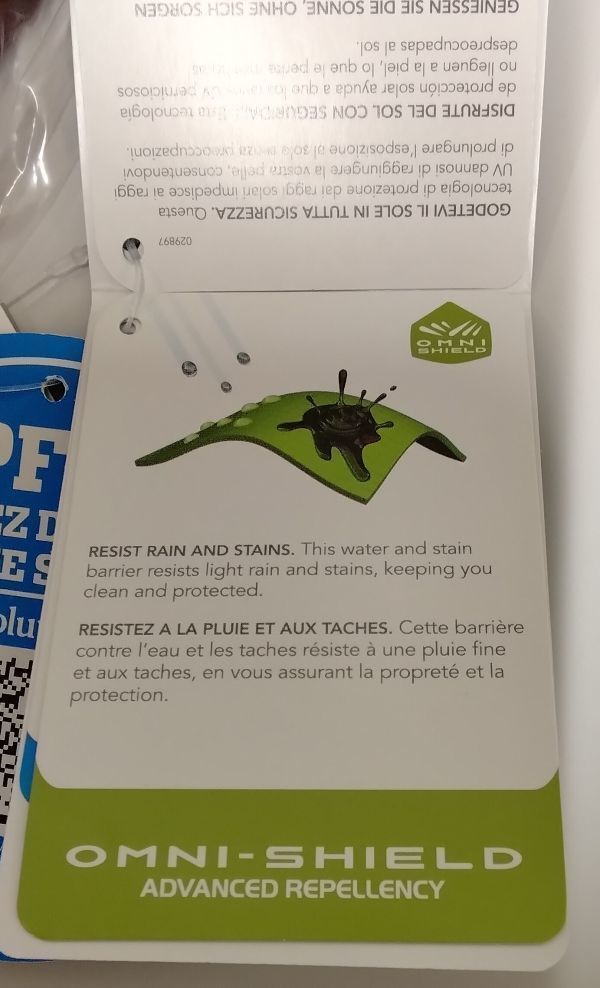 GENIESSEN SIE DIE SONNE, OHNE SICH SORGEN
despreocupadas al sol.
no lleguen a la piel, lo que le permite
de protección solar ayuda a que los UV perniciosos
DISFRUTE DEL SOL CON SEGURIDAD. Esta tecnología
di prolungare l'esposizione al sole senza preoccupazioni.
UV dannosi di raggiungere la vostra pelle, consentendovi
tecnologia di protezione dai raggi solari impedisce ai raggi
GODETEVI IL SOLE IN TUTTA SICUREZZA. Questa
029897
OMNI
SHIELD
RESIST RAIN AND STAINS. This water and stain
barrier resists light rain and stains, keeping you
clean and protected.
RESISTEZ A LA PLUIE ET AUX TACHES. Cette barrière
contre l'eau et les taches résiste à une pluie fine
et aux taches, en vous assurant la propreté et la
protection.
OMNI-SHIELD
ADVANCED REPELLENCY